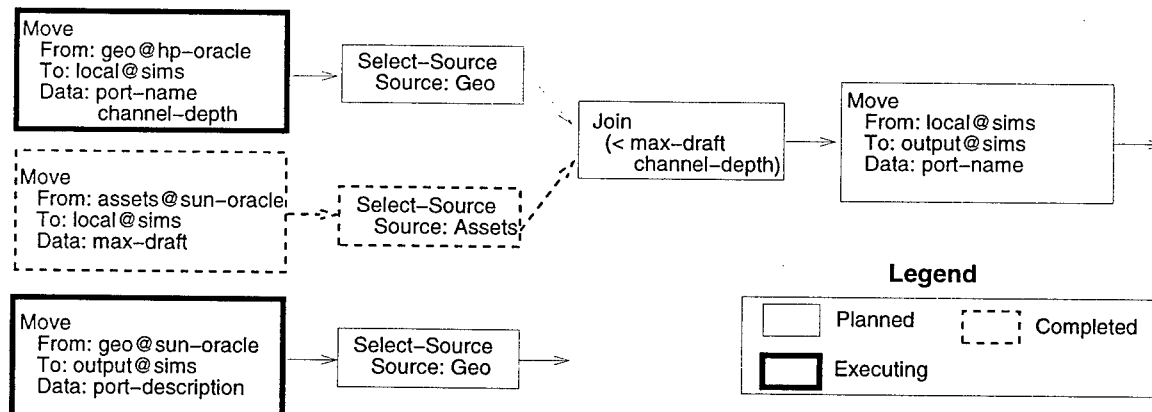 Move
From: geo@hp-oracle
To: local@sims
Data: port-name
channel-depth
Select-Source
Source: Geo
Join
(< max-draft
channel-depth)
Move
From: local@sims
To: output@sims
Data: port-name
Move
From: assets@sun-oracle
To: local@sims
Data: max-draft
Select-Source
Source: Assets
Move
From: geo@sun-oracle
To: output@sims
Data: port-description
Select-Source
Source: Geo
Legend
Planned
Completed
Executing